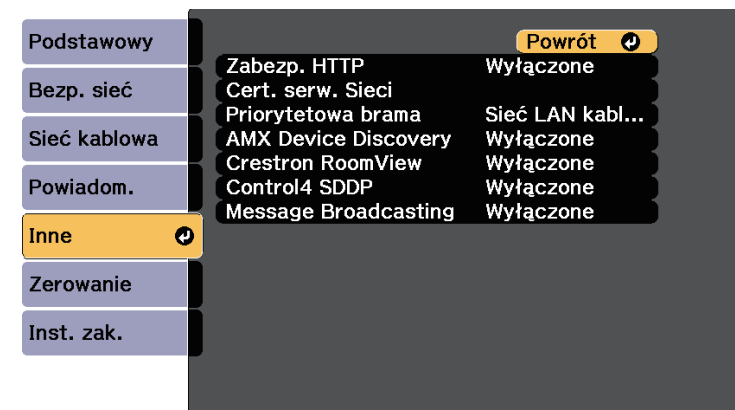 Podstawowy
Bezp. sieć
Sieć kablowa
Powiadom.
Inne
Zerowanie
Inst. zak.
Powrót
Zabezp. HTTP Wyłączone
Cert. serw. Sieci
Priorytetowa brama Sieć LAN kabl...
AMX Device Discovery Wyłączone
Crestron RoomView Wyłączone
Control4 SDDP Wyłączone
Message Broadcasting Wyłączone